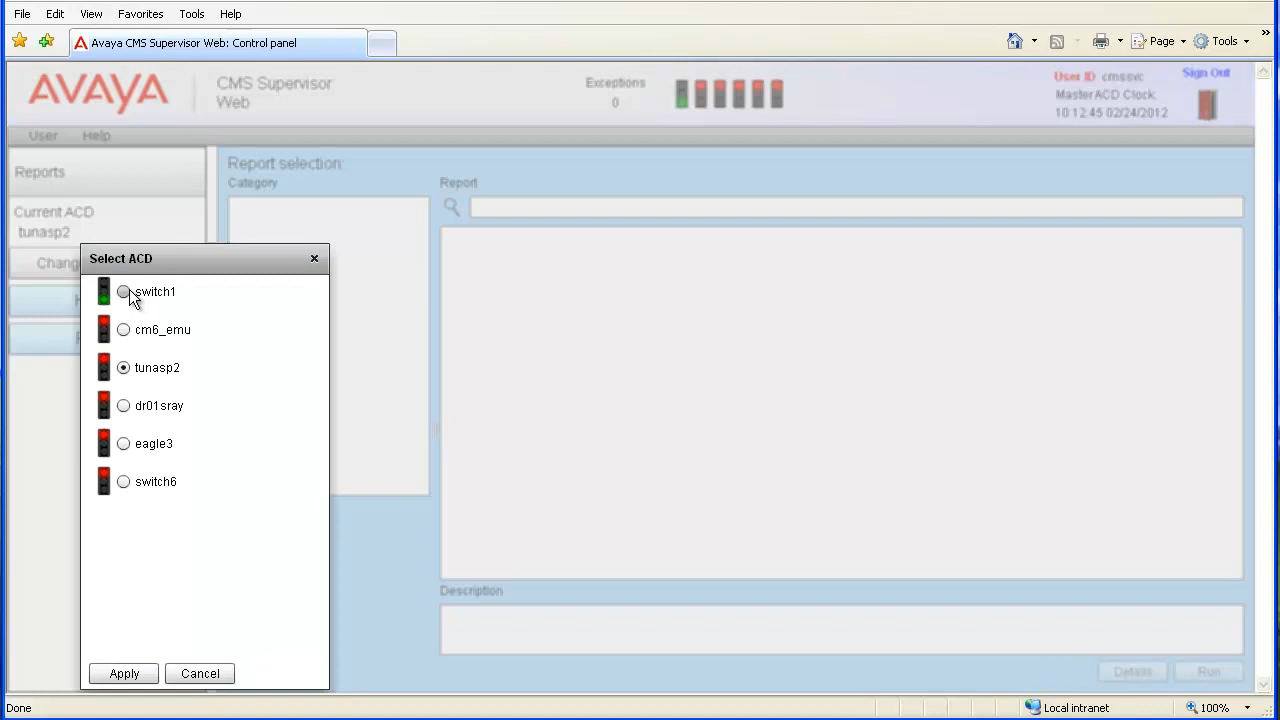 File Edit View Favorites Tools Help
Avaya CMS Supervisor Web: Control panel
Page Tools
AVAYA
CMS Supervisor
Web
Exceptions
0
User ID cmssvc
MasterACD Clock:
10:12:45 02/24/2012
Sign Out
User Help
Reports
Current ACD
tunasp2
Chang
Report selection:
Category
Report
Select ACD
switch1
cm6_emu
tunasp2
dr01sray
eagle3
switch6
Apply Cancel
Description
Details Run
Done
Local intranet
100%